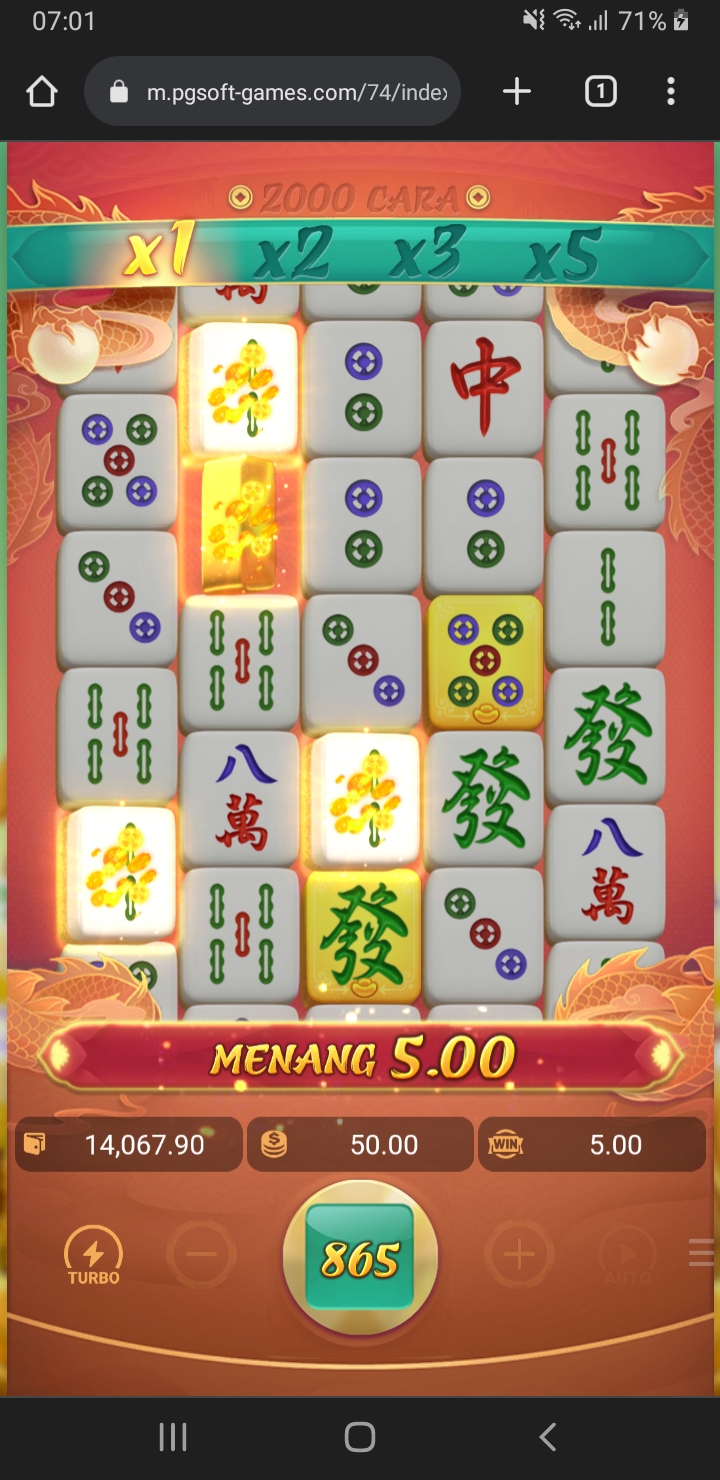 07:01
71%
m.pgsoft-games.com/74/index
1
2000 CARA
x1 x2 x3 x5
萬
中
發
八萬
發
八萬
發
MENANG 5.00
14,067.90
50.00
WIN
5.00
TURBO
865
AUTO